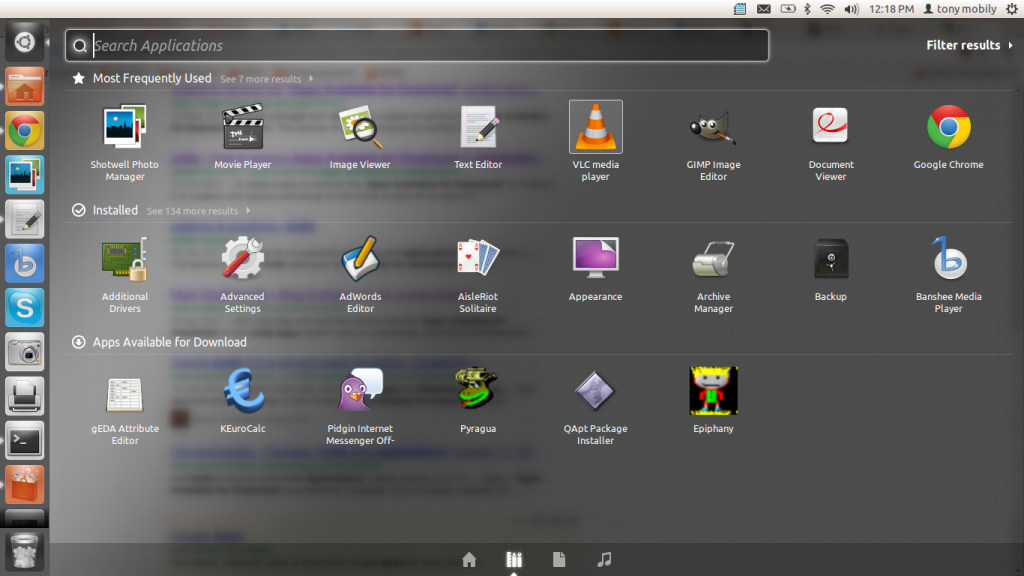 12:18 PM tony mobily
Search Applications
Filter results
Most Frequently Used See 7 more results
Shotwell Photo
Manager
Movie Player
Image Viewer
Text Editor
VLC media
player
GIMP Image
Editor
Document
Viewer
Google Chrome
Installed See 134 more results
Additional
Drivers
Advanced
Settings
AdWords
Editor
AisleRiot
Solitaire
Appearance
Archive
Manager
Backup
Banshee Media
Player
Apps Available for Download
gEDA Attribute
Editor
KEuroCalc
Pidgin Internet
Messenger Off-
Pyragua
QApt Package
Installer
Epiphany